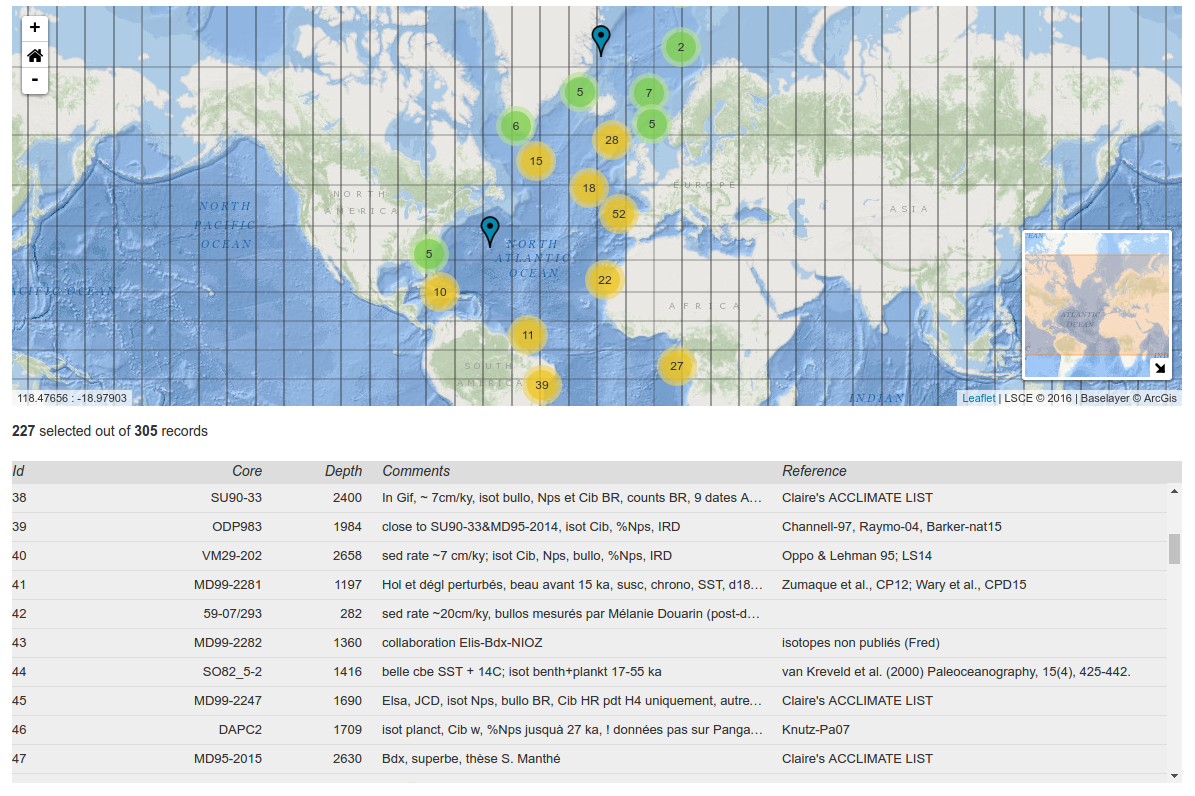 +
-
2
5
7
6
5
28
15
18
52
5
10
22
11
27
39
NORTH
AMERICA
EUROPE
ASIA
NORTH
PACIFIC
OCEAN
NORTH
ATLANTIC
OCEAN
ACIFIC OCEAN
AFRICA
SOUTH
AMERICA
INDIAN
EAN
ATLANTIC
OCEAN
IND
118.47656 : -18.97903
Leaflet | LSCE © 2016 | Baselayer © ArcGis
227 selected out of 305 records
Id Core Depth Comments Reference
38 SU90-33 2400 In Gif, ~ 7cm/ky, isot bullo, Nps et Cib BR, counts BR, 9 dates A… Claire's ACCLIMATE LIST
39 ODP983 1984 close to SU90-33&MD95-2014, isot Cib, %Nps, IRD Channell-97, Raymo-04, Barker-nat15
40 VM29-202 2658 sed rate ~7 cm/ky; isot Cib, Nps, bullo, %Nps, IRD Oppo & Lehman 95; LS14
41 MD99-2281 1197 Hol et dégl perturbés, beau avant 15 ka, susc, chrono, SST, d18… Zumaque et al., CP12; Wary et al., CPD15
42 59-07/293 282 sed rate ~20cm/ky, bullos mesurés par Mélanie Douarin (post-d…
43 MD99-2282 1360 collaboration Elis-Bdx-NIOZ isotopes non publiés (Fred)
44 SO82_5-2 1416 belle cbe SST + 14C; isot benth+plankt 17-55 ka van Kreveld et al. (2000) Paleoceanography, 15(4), 425-442.
45 MD99-2247 1690 Elsa, JCD, isot Nps, bullo BR, Cib HR pdt H4 uniquement, autre… Claire's ACCLIMATE LIST
46 DAPC2 1709 isot planct, Cib w, %Nps jusquà 27 ka, ! données pas sur Panga… Knutz-Pa07
47 MD95-2015 2630 Bdx, superbe, thèse S. Manthé Claire's ACCLIMATE LIST